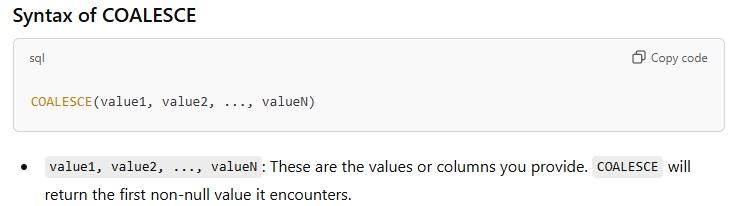 Syntax of COALESCE
sql
Copy code
COALESCE(value1, value2, ..., valueN)
• value1, value2, ..., valueN: These are the values or columns you provide. COALESCE will
return the first non-null value it encounters.